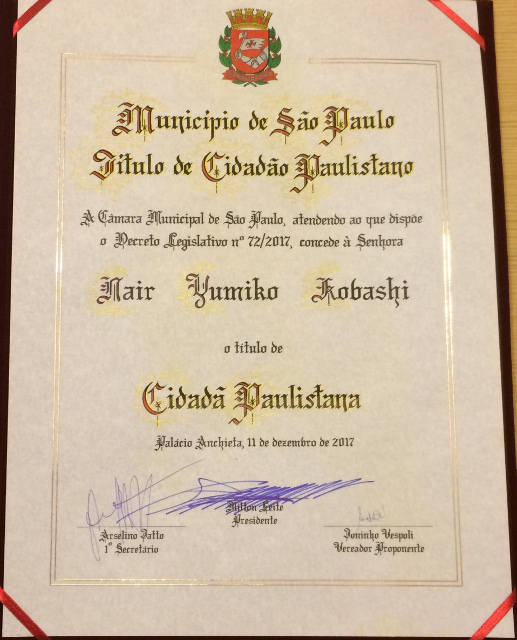 Município de São Paulo
Título de Cidadão Paulistano
A Câmara Municipal de São Paulo, atendendo ao que dispõe
o Decreto Legislativo nº 72/2017, concede à Senhora
Nair Yumiko Kobashi
o título de
Cidadã Paulistana
Palácio Anchieta, 11 de dezembro de 2017
Milton Leite
Presidente
Arselino Tatto
1º Secretário
Toninho Vespoli
Vereador Proponente